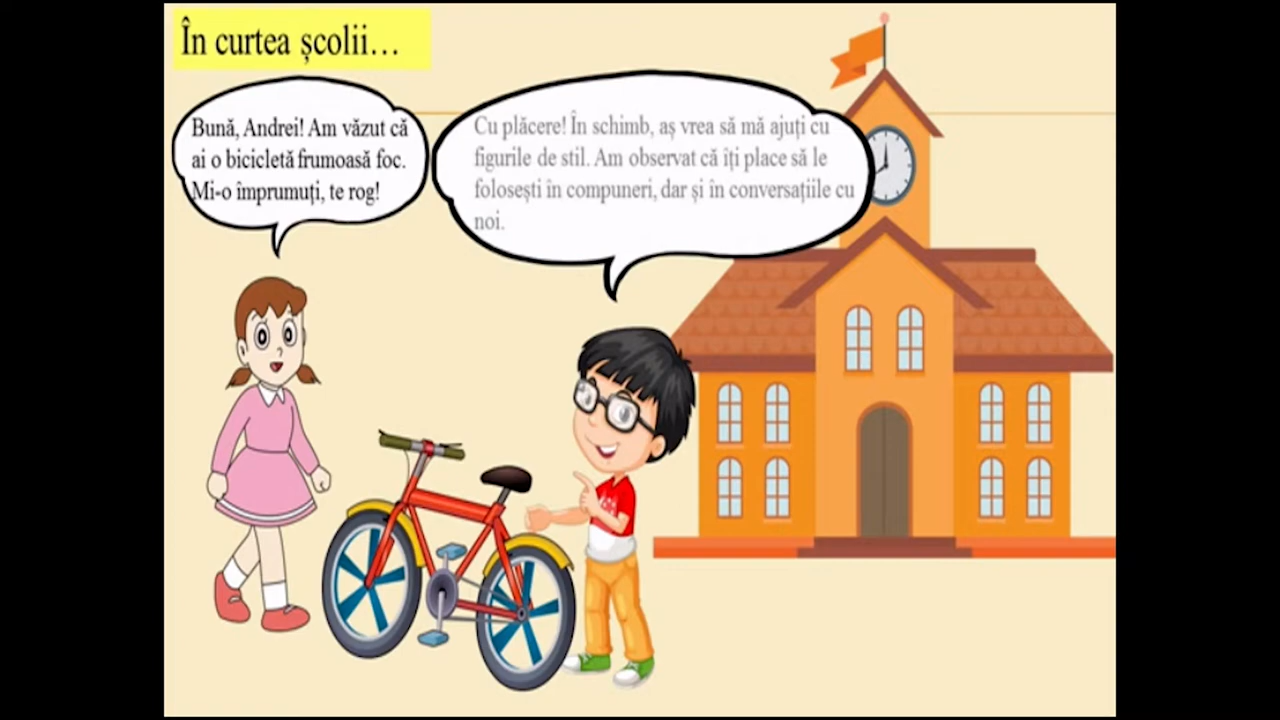 În curtea școlii…
Bună, Andrei! Am văzut că
ai o bicicletă frumoasă foc.
Mi-o împrumuți, te rog!
Cu plăcere! În schimb, aș vrea să mă ajuți cu
figurile de stil. Am observat că îți place să le
folosești în compuneri, dar și în conversațiile cu
noi.